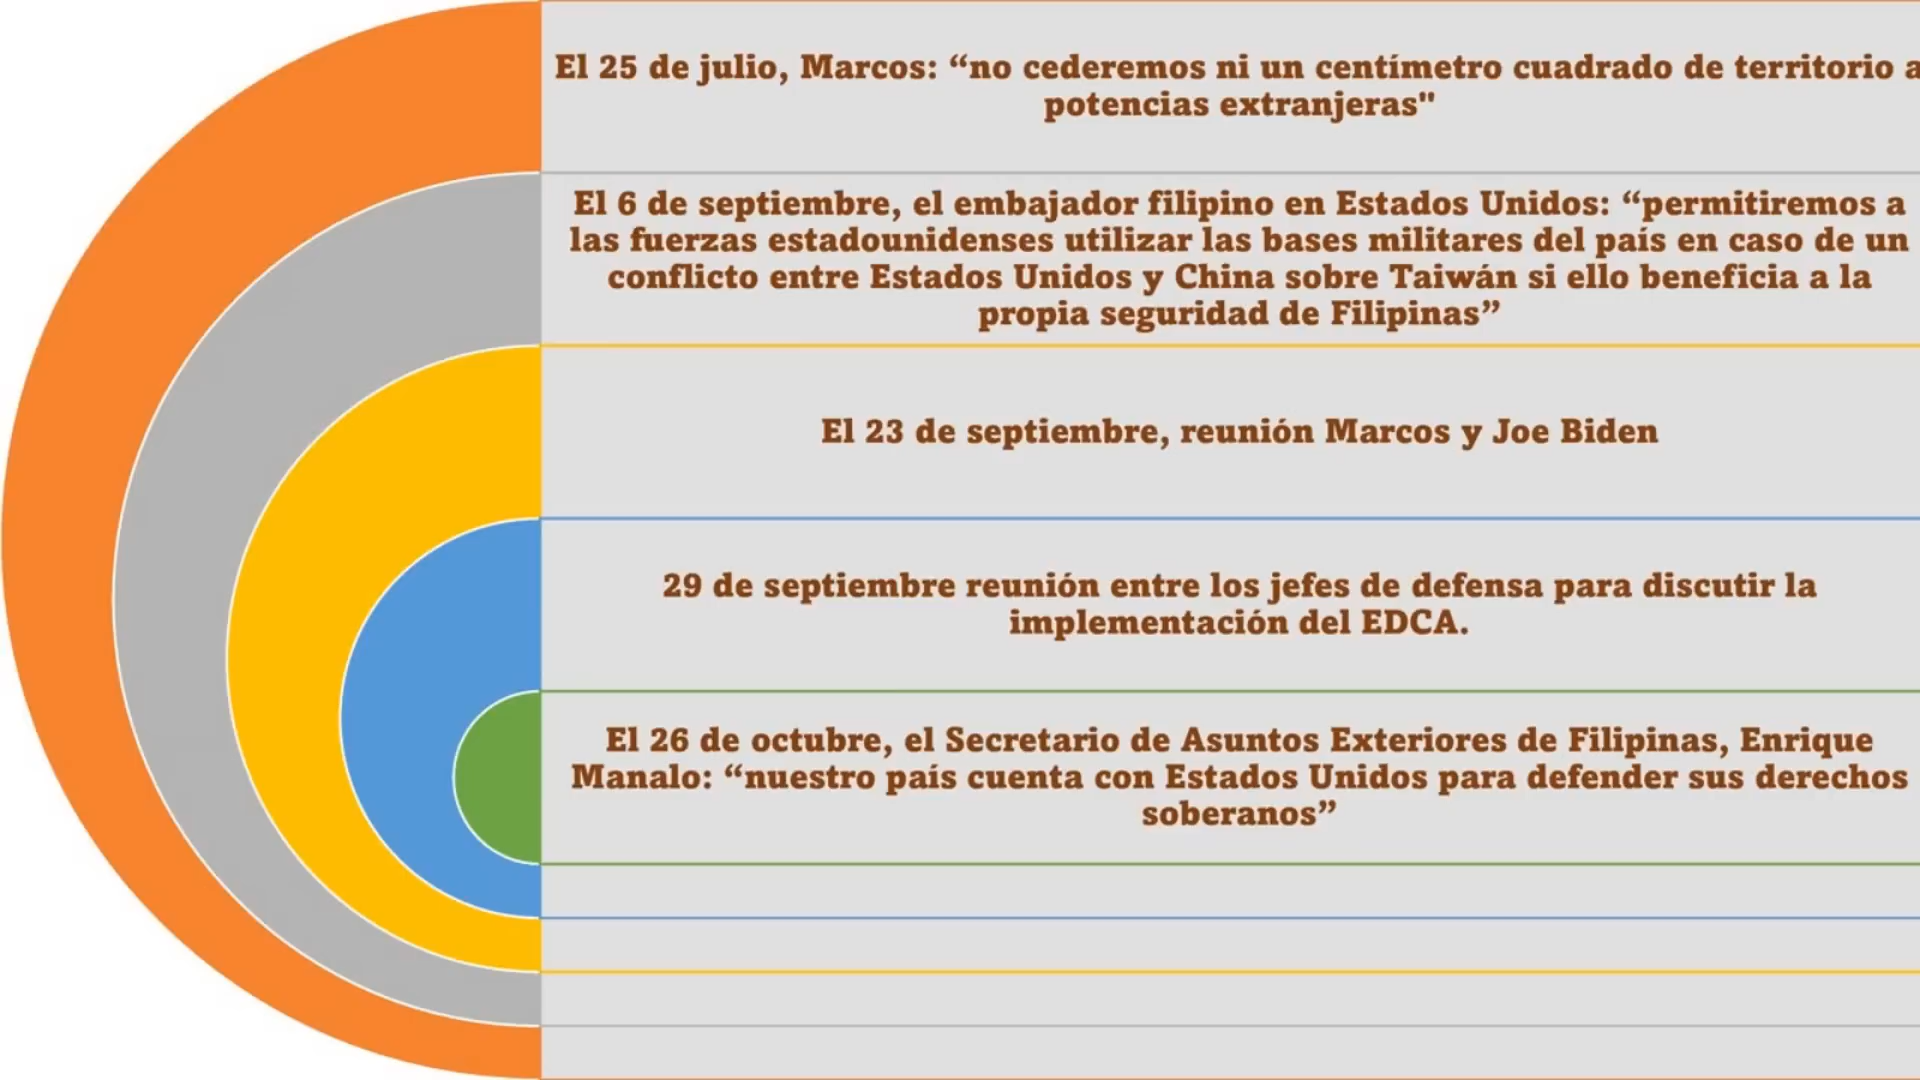 El 25 de julio, Marcos: “no cederemos ni un centímetro cuadrado de territorio a
potencias extranjeras"
El 6 de septiembre, el embajador filipino en Estados Unidos: “permitiremos a
las fuerzas estadounidenses utilizar las bases militares del país en caso de un
conflicto entre Estados Unidos y China sobre Taiwán si ello beneficia a la
propia seguridad de Filipinas”
El 23 de septiembre, reunión Marcos y Joe Biden
29 de septiembre reunión entre los jefes de defensa para discutir la
implementación del EDCA.
El 26 de octubre, el Secretario de Asuntos Exteriores de Filipinas, Enrique
Manalo: “nuestro país cuenta con Estados Unidos para defender sus derechos
soberanos”